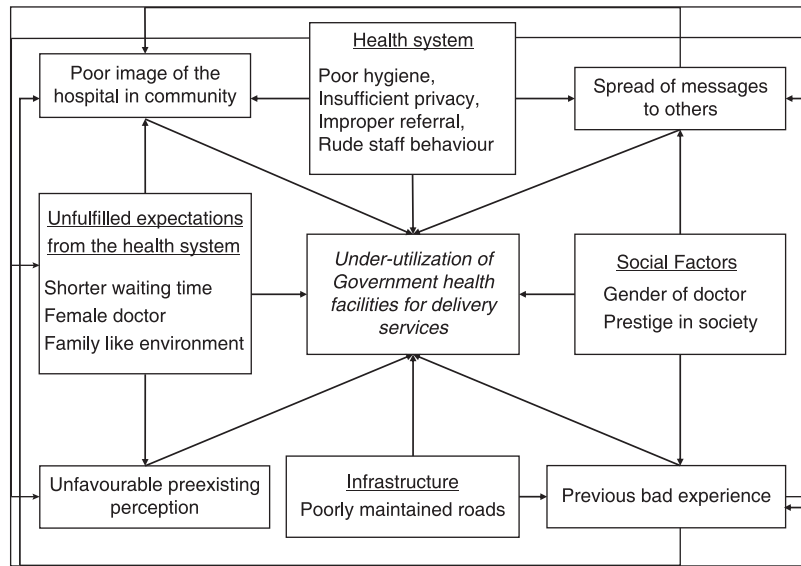 Health system
Poor hygiene,
Insufficient privacy,
Improper referral,
Rude staff behaviour
Poor image of the
hospital in community
Spread of messages
to others
Unfulfilled expectations
from the health system
Shorter waiting time
Female doctor
Family like environment
Under-utilization of
Government health
facilities for delivery
services
Social Factors
Gender of doctor
Prestige in society
Unfavourable preexisting
perception
Infrastructure
Poorly maintained roads
Previous bad experience